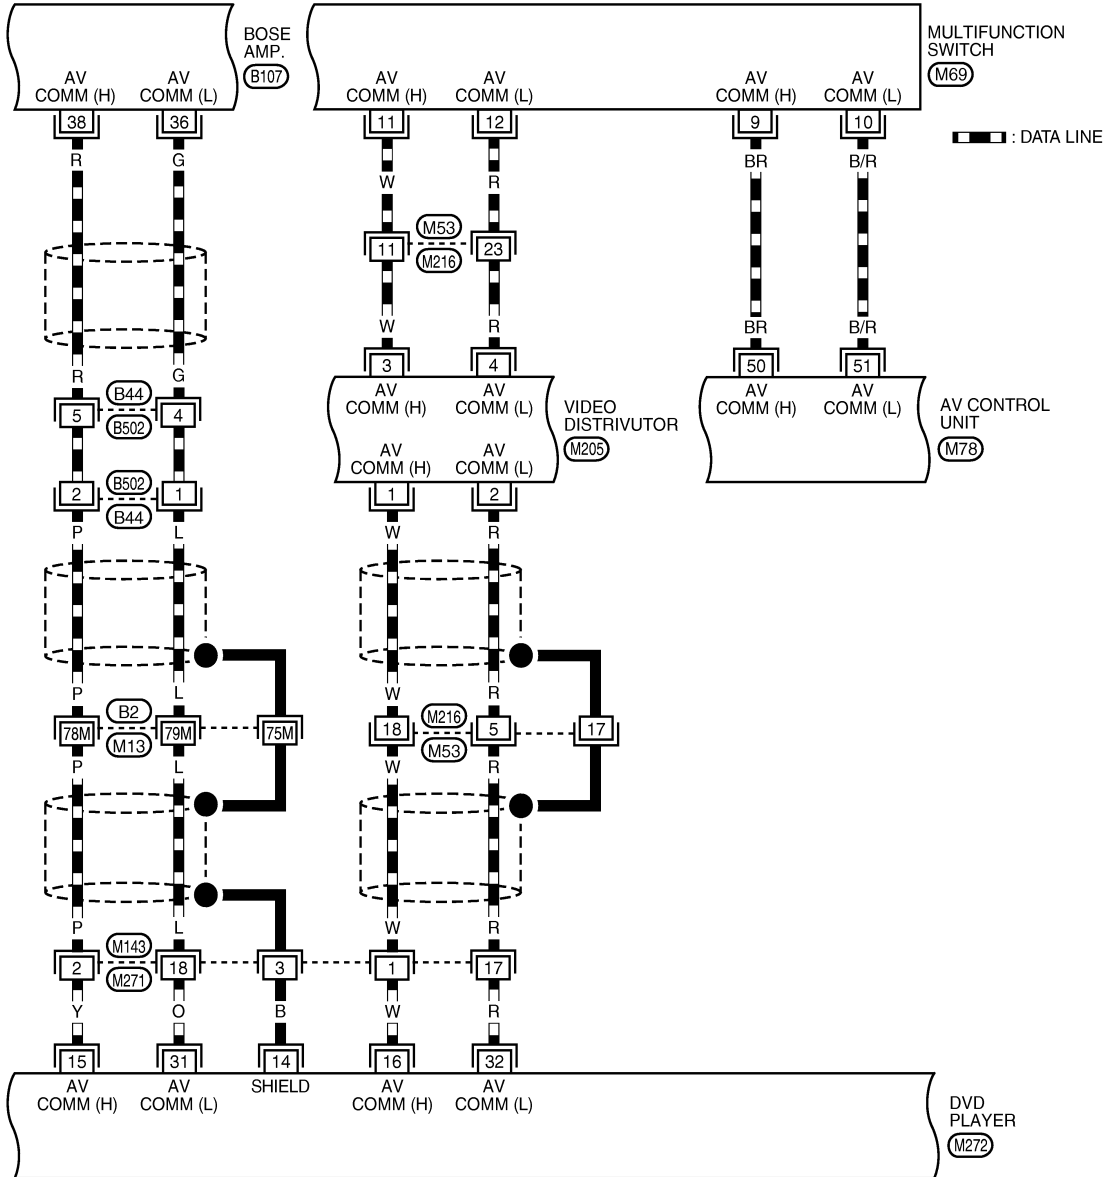 BOSE
AMP.
B107
MULTIFUNCTION
SWITCH
M69
AV
COMM (H)
AV
COMM (L)
AV
COMM (H)
AV
COMM (L)
AV
COMM (H)
AV
COMM (L)
38
36
11
12
9
10
: DATA LINE
R
G
W
R
BR
B/R
11
M53
M216
23
W
R
BR
B/R
3
4
50
51
R
G
AV
COMM (H)
AV
COMM (L)
AV
COMM (H)
AV
COMM (L)
VIDEO
DISTRIVUTOR
M205
AV CONTROL
UNIT
M78
5
B44
B502
4
AV
COMM (H)
AV
COMM (L)
2
B502
B44
1
1
2
P
L
W
R
P
L
W
R
78M
B2
M13
79M
75M
18
M216
M53
5
17
P
L
W
R
P
L
W
R
2
M143
M271
18
3
1
17
Y
O
B
W
R
15
31
14
16
32
AV
COMM (H)
AV
COMM (L)
SHIELD
AV
COMM (H)
AV
COMM (L)
DVD
PLAYER
M272